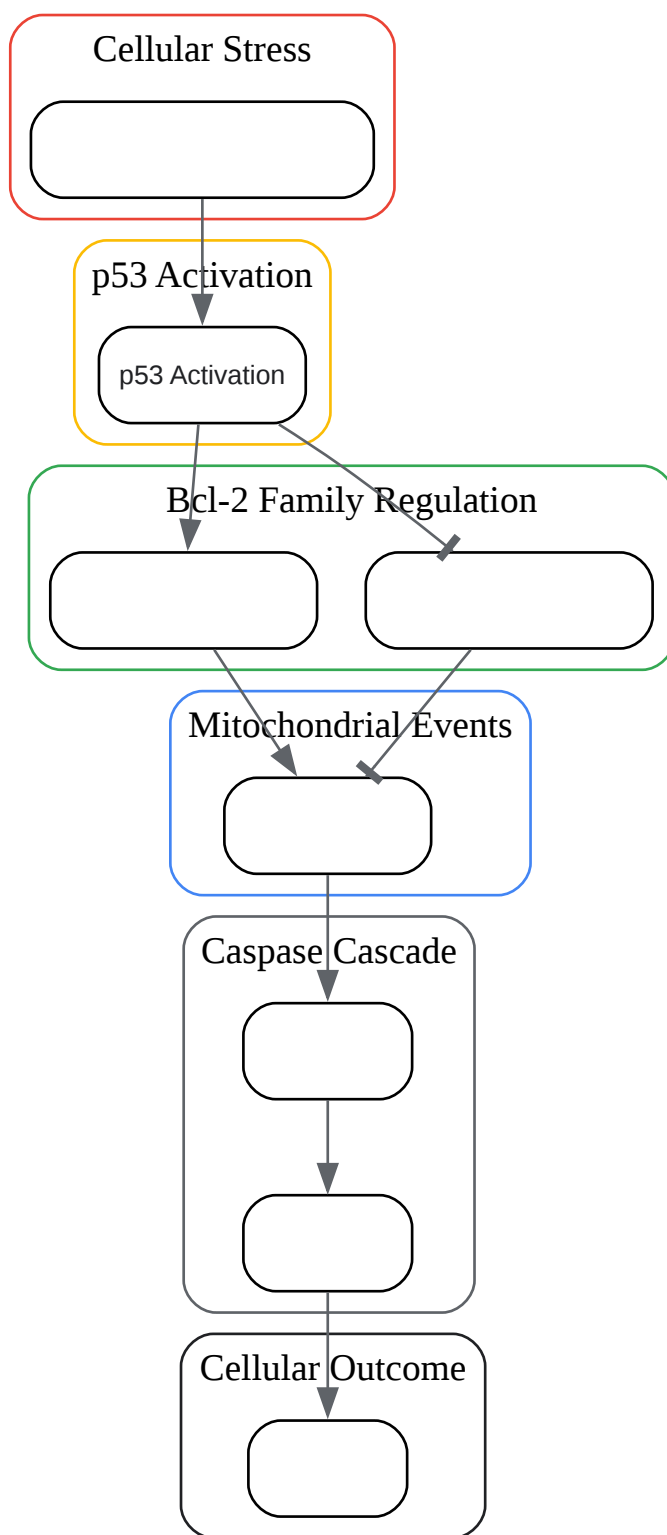 Cellular Stress
p53 Activation
p53 Activation
Bcl-2 Family Regulation
Mitochondrial Events
Caspase Cascade
Cellular Outcome